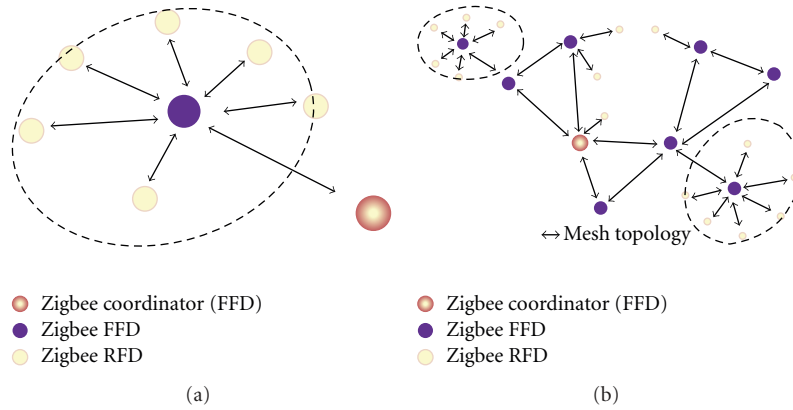 ↔ Mesh topology
Zigbee coordinator (FFD)
Zigbee FFD
Zigbee RFD
(a)
Zigbee coordinator (FFD)
Zigbee FFD
Zigbee RFD
(b)